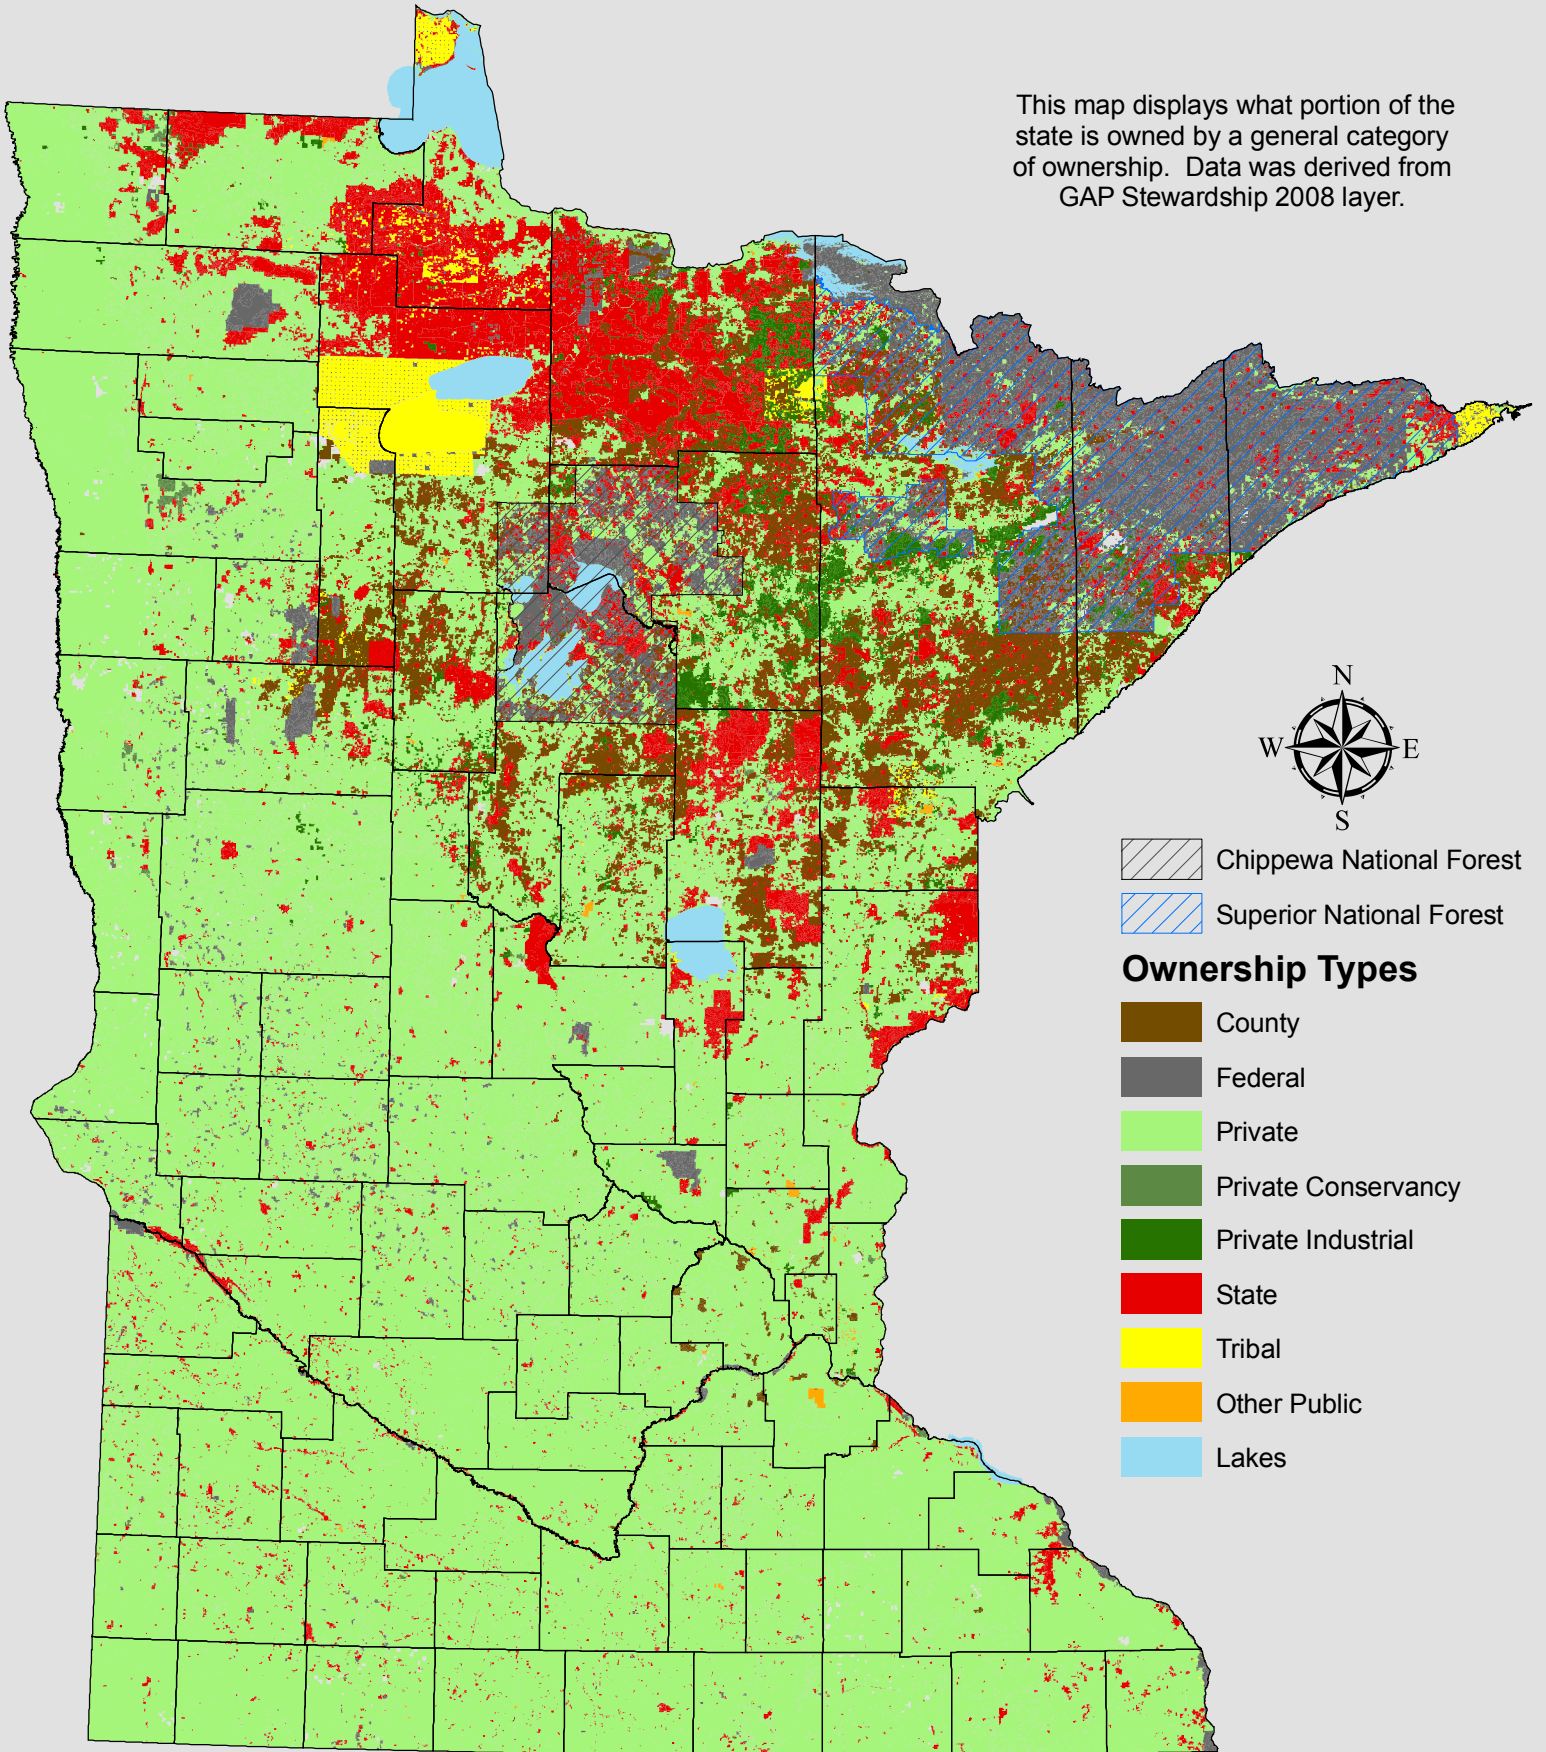 This map displays what portion of the
state is owned by a general category
of ownership. Data was derived from
GAP Stewardship 2008 layer.
N
W E
S
Chippewa National Forest
Superior National Forest
Ownership Types
County
Federal
Private
Private Conservancy
Private Industrial
State
Tribal
Other Public
Lakes